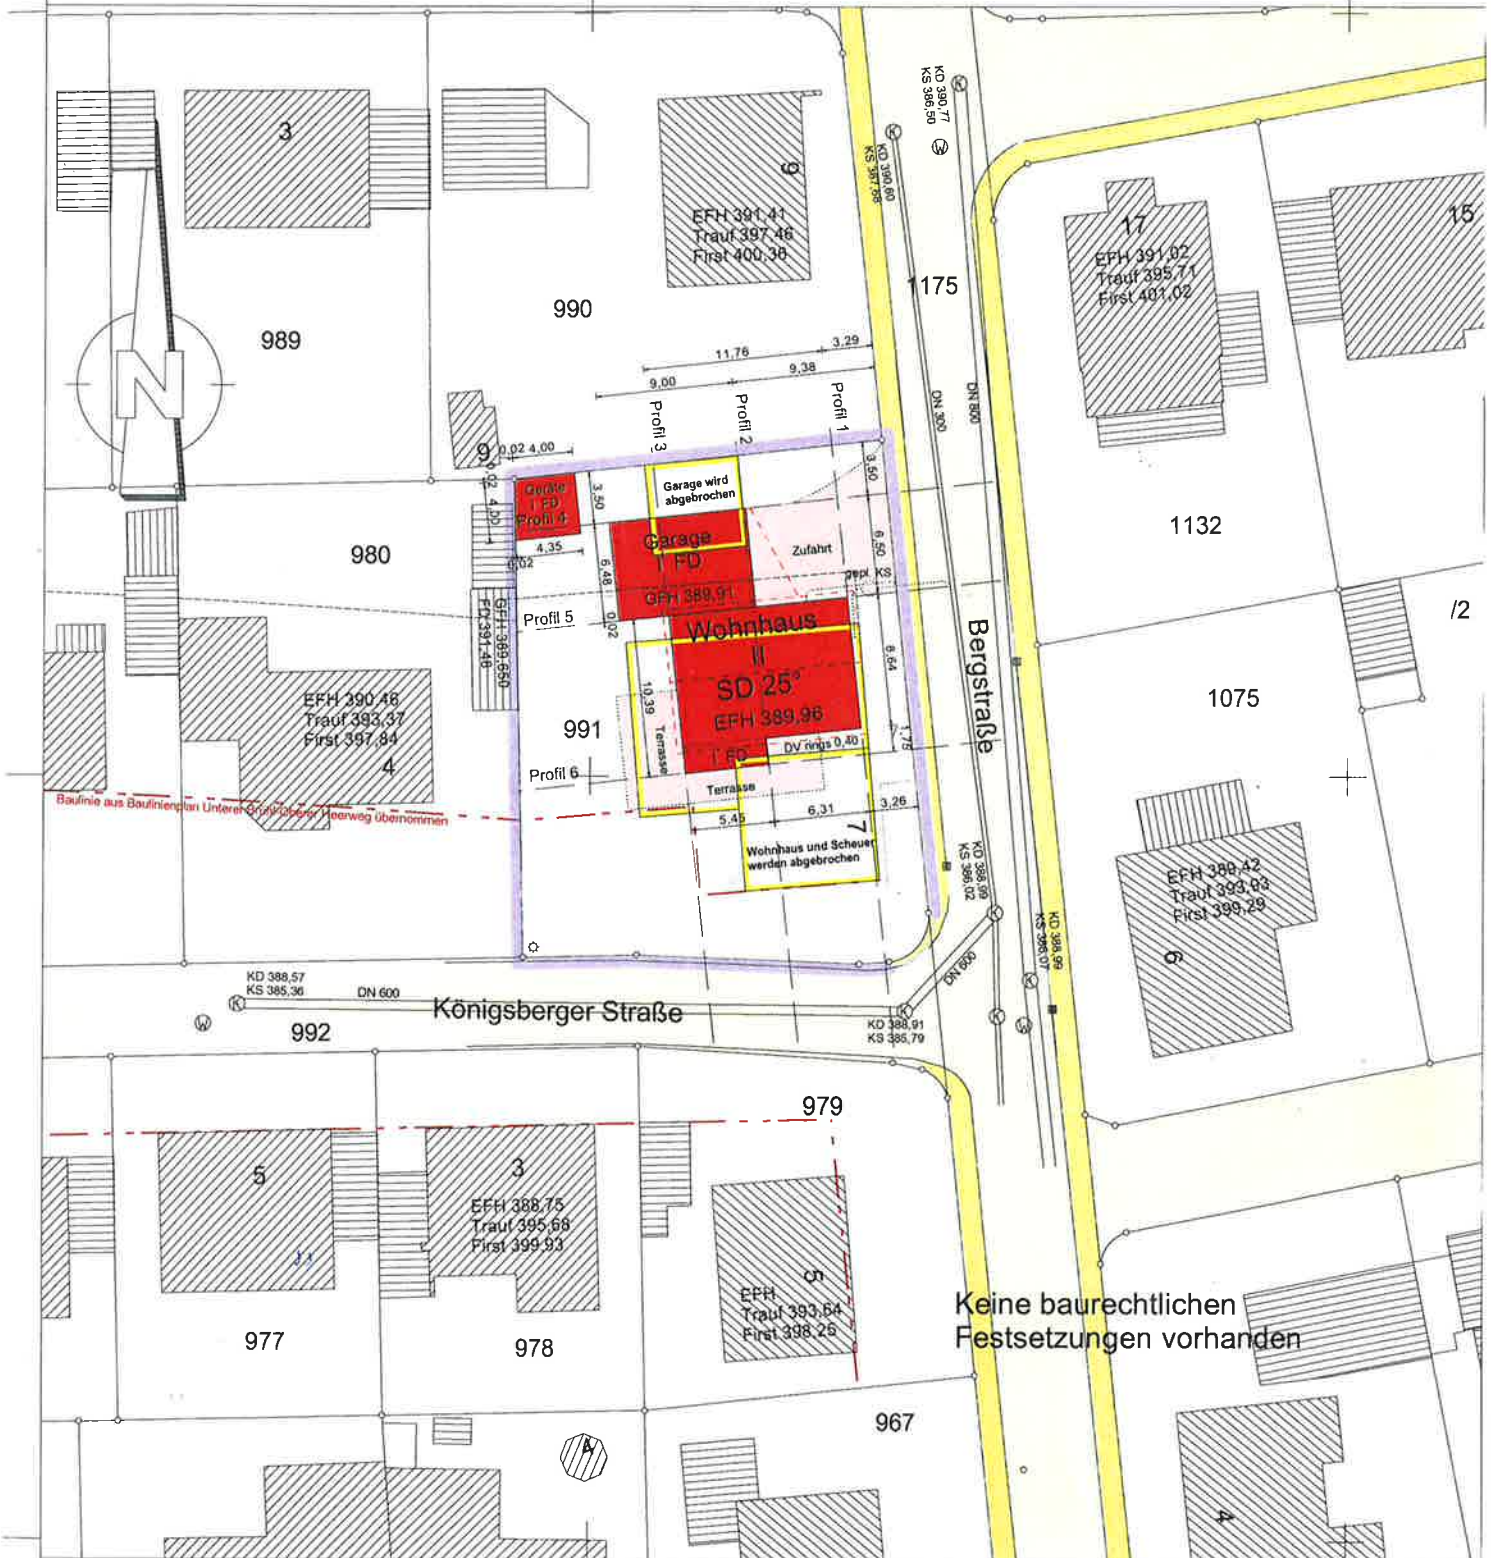 3
9
EFH 391,41
Trauf 397,46
First 400,36
KD 390,77
KS 386,50
K
W
K
KD 390,60
KS 387,68
17
EFH 391,02
Trauf 395,71
First 401,02
15
1175
990
989
N
11,76
3,29
9,00
9,38
DN 300
DN 800
Profil 3
Profil 2
Profil 1
9
0,02 4,00
0,02 4,00
Geräte
I FD
Profil 4
3,50
Garage wird
abgebrochen
3,50
1132
980
4,35
0,02
Garage
I FD
GFH 389,91
6,48
0,02
Zufahrt
6,50
gepl. KS
GFH 389,650
FD 391,46
Profil 5
Wohnhaus
II
SD 25°
EFH 389,96
I FD
8,64
Bergstraße
/2
EFH 390,46
Trauf 393,37
First 397,84
4
10,39
991
Terrasse
DV rings 0,40
1,75
1075
Profil 6
Terrasse
Baulinie aus Baulinienplan Unterer Brühl-Oberer Heerweg übernommen
5,45
6,31
3,26
7
Wohnhaus und Scheuer
werden abgebrochen
KD 388,99
KS 386,02
EFH 389,42
Trauf 393,93
First 399,29
6
K
KD 388,99
KS 386,07
DN 600
K
KD 388,57
KS 385,36
DN 600
K
W
992
Königsberger Straße
K
KD 388,91
KS 385,79
K
W
979
5
3
EFH 388,75
Trauf 395,68
First 399,93
5
EFH
Trauf 393,64
First 398,25
Keine baurechtlichen
Festsetzungen vorhanden
977
978
967
A
4